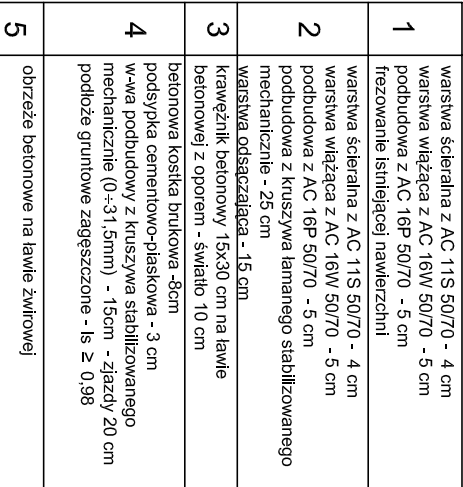 1
warstwa ścieralna z AC 11S 50/70 - 4 cm
warstwa wiążąca z AC 16W 50/70 - 5 cm
podbudowa z AC 16P 50/70 - 5 cm
frezowanie istniejącej nawierzchni
2
warstwa ścieralna z AC 11S 50/70 - 4 cm
warstwa wiążąca z AC 16W 50/70 - 5 cm
podbudowa z AC 16P 50/70 - 5 cm
podbudowa z kruszywa łamanego stabilizowanego
mechanicznie - 25 cm
warstwa odsączająca - 15 cm
3
krawężnik betonowy 15x30 cm na ławie
betonowej z oporem - światło 10 cm
4
betonowa kostka brukowa -8cm
podsypka cementowo-piaskowa - 3 cm
w-wa podbudowy z kruszywa stabilizowanego
mechanicznie (0÷31,5mm) - 15cm - zjazdy 20 cm
podłoże gruntowe zagęszczone - Is ≥ 0,98
5
obrzeże betonowe na ławie żwirowej